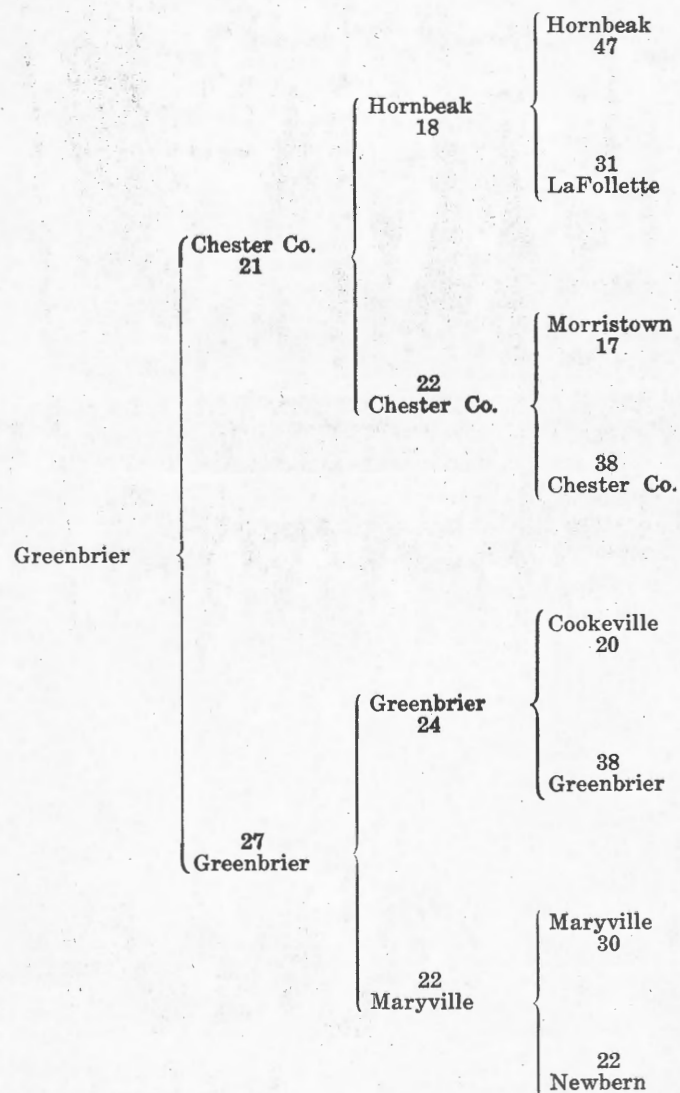 Hornbeak
47
Hornbeak
18
31
LaFollette
Chester Co.
21
Morristown
17
22
Chester Co.
38
Chester Co.
Greenbrier
Cookeville
20
Greenbrier
24
38
Greenbrier
27
Greenbrier
Maryville
30
22
Maryville
22
Newbern